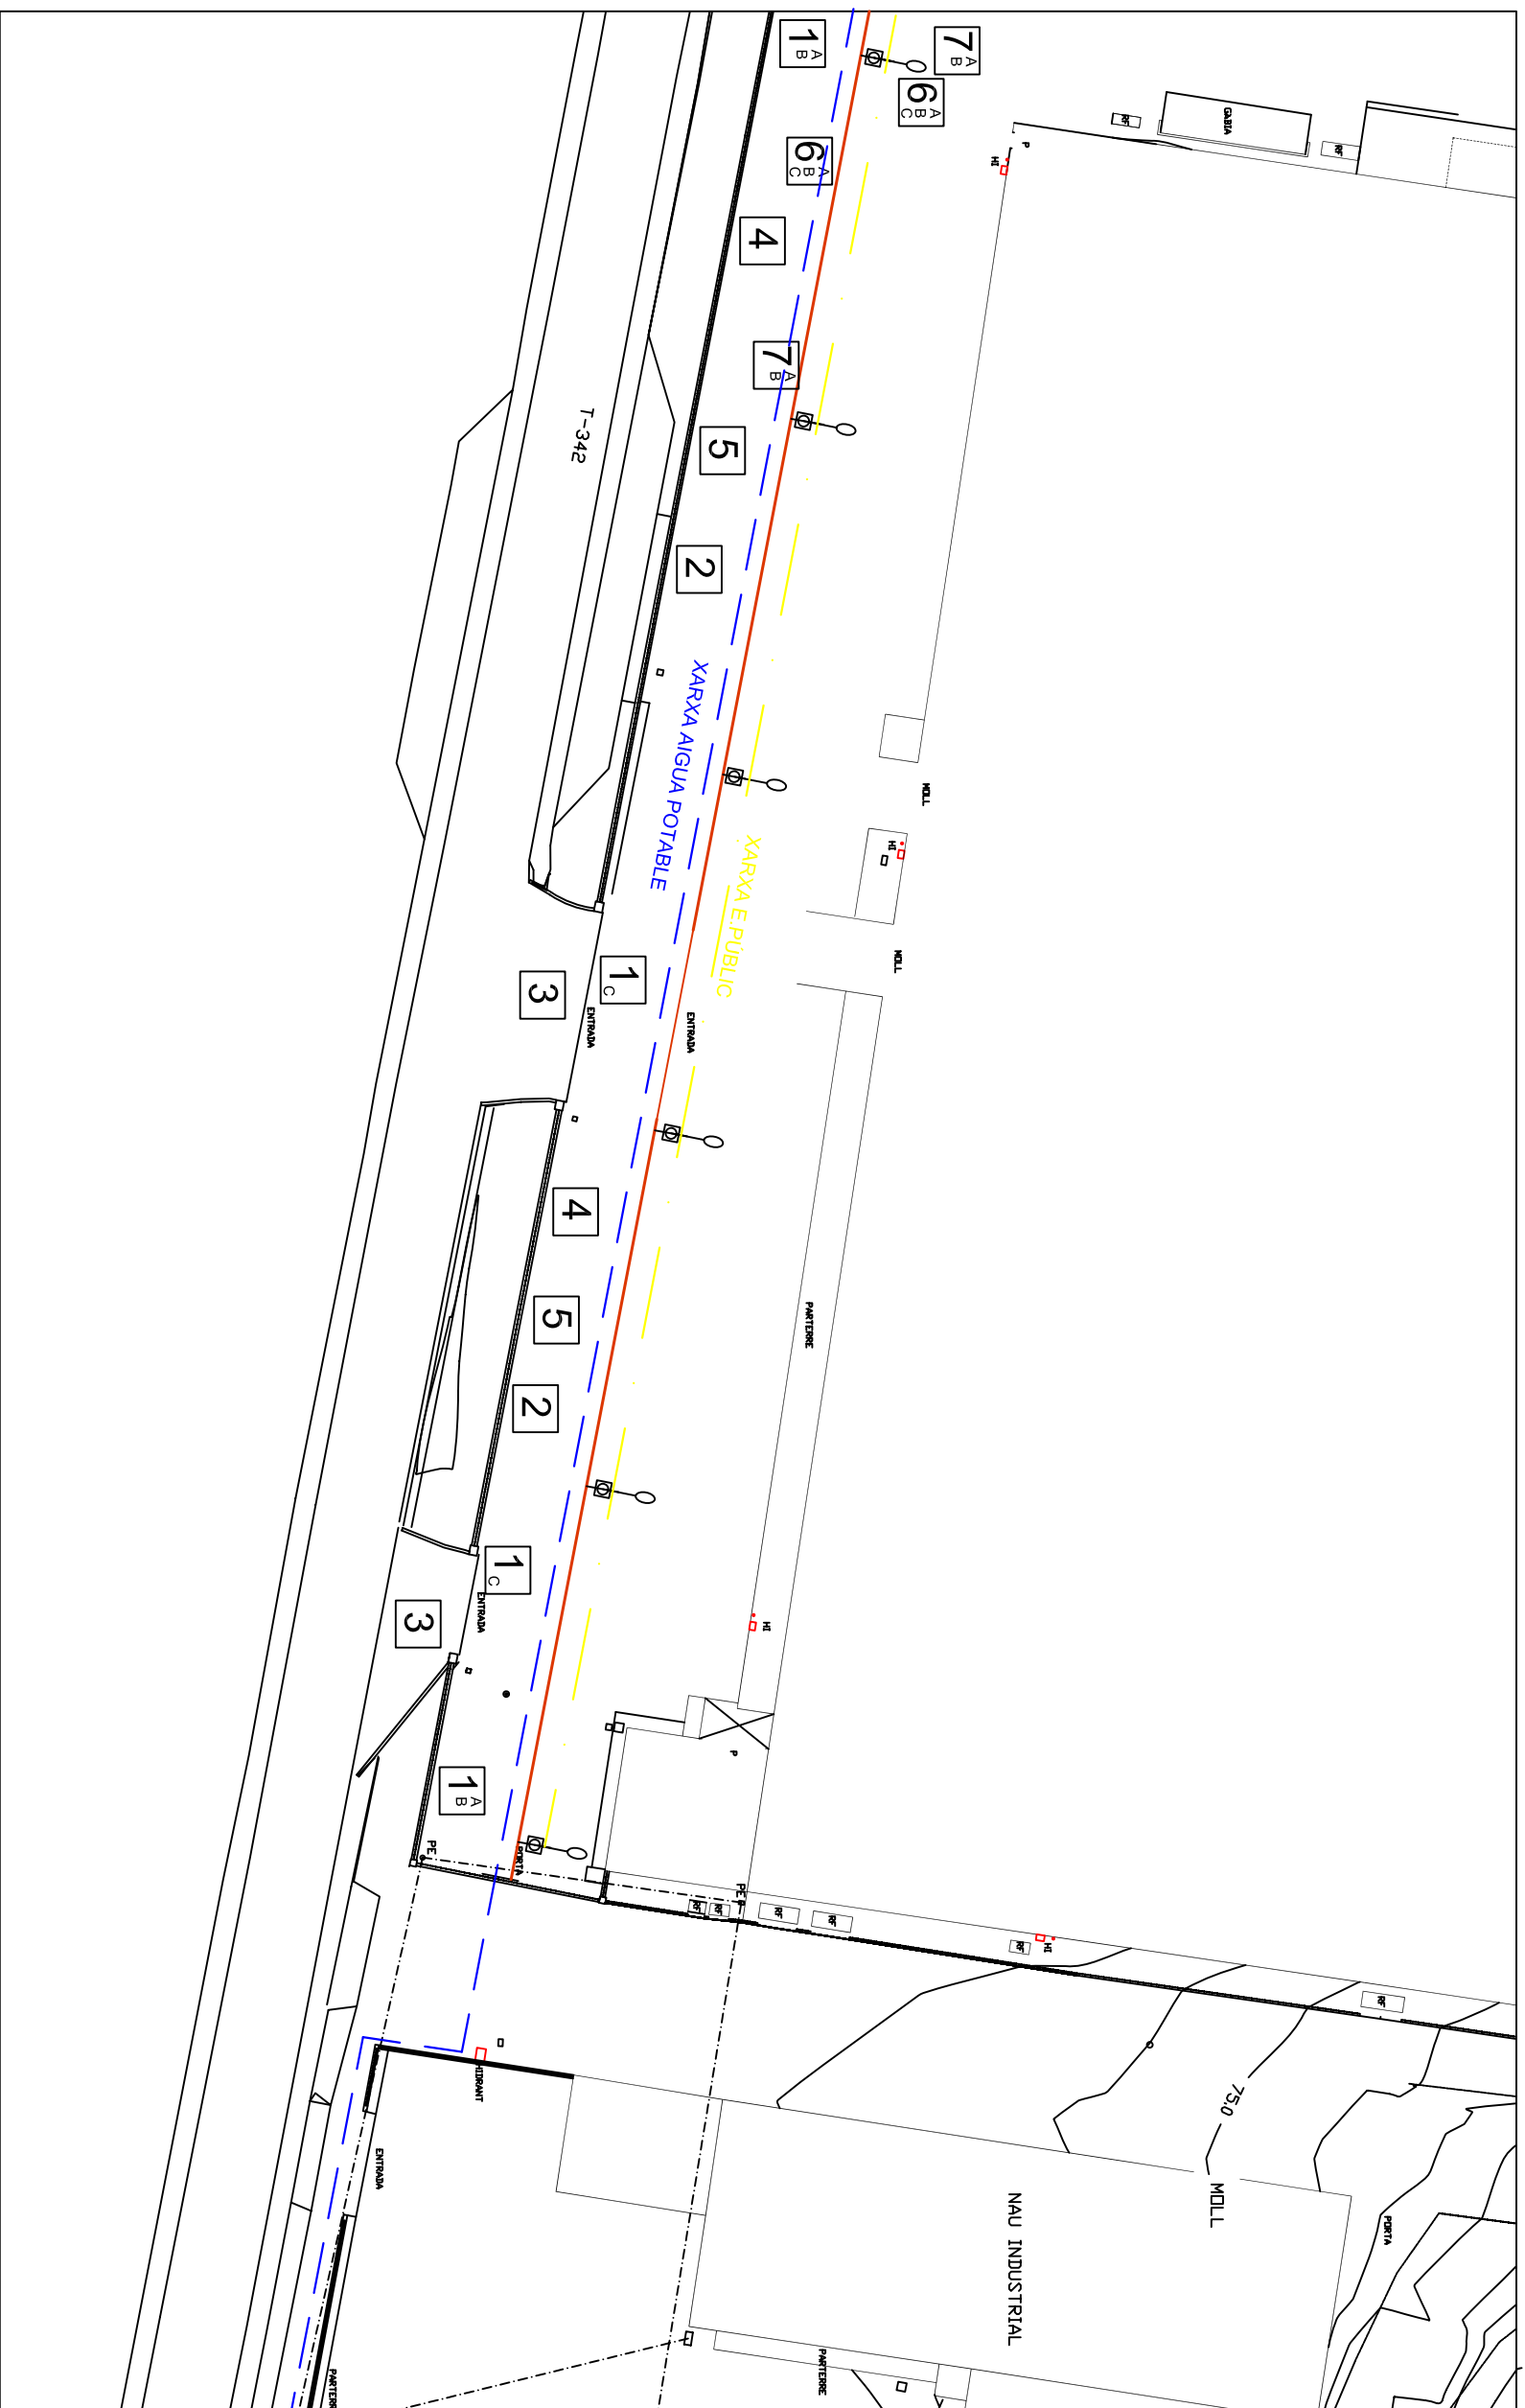 7 A B
1 A B
6 A B C
GABIA
RF
RF
P
HI
6 A B C
4
7 A B
T-342
5
2
XARXA AIGUA POTABLE
MOLL
HI
XARXA E.PÚBLIC
MOLL
1 C
3
ENTRADA
ENTRADA
4
PARTERRE
5
2
1 C
3
ENTRADA
HI
P
1 A B
PE
PORTA
PE
P
RF
RF
RF
RF
RF
HI
RF
HIDRANT
75.0
ENTRADA
MOLL
NAU INDUSTRIAL
PORTA
PARTERRE
PARTERRE